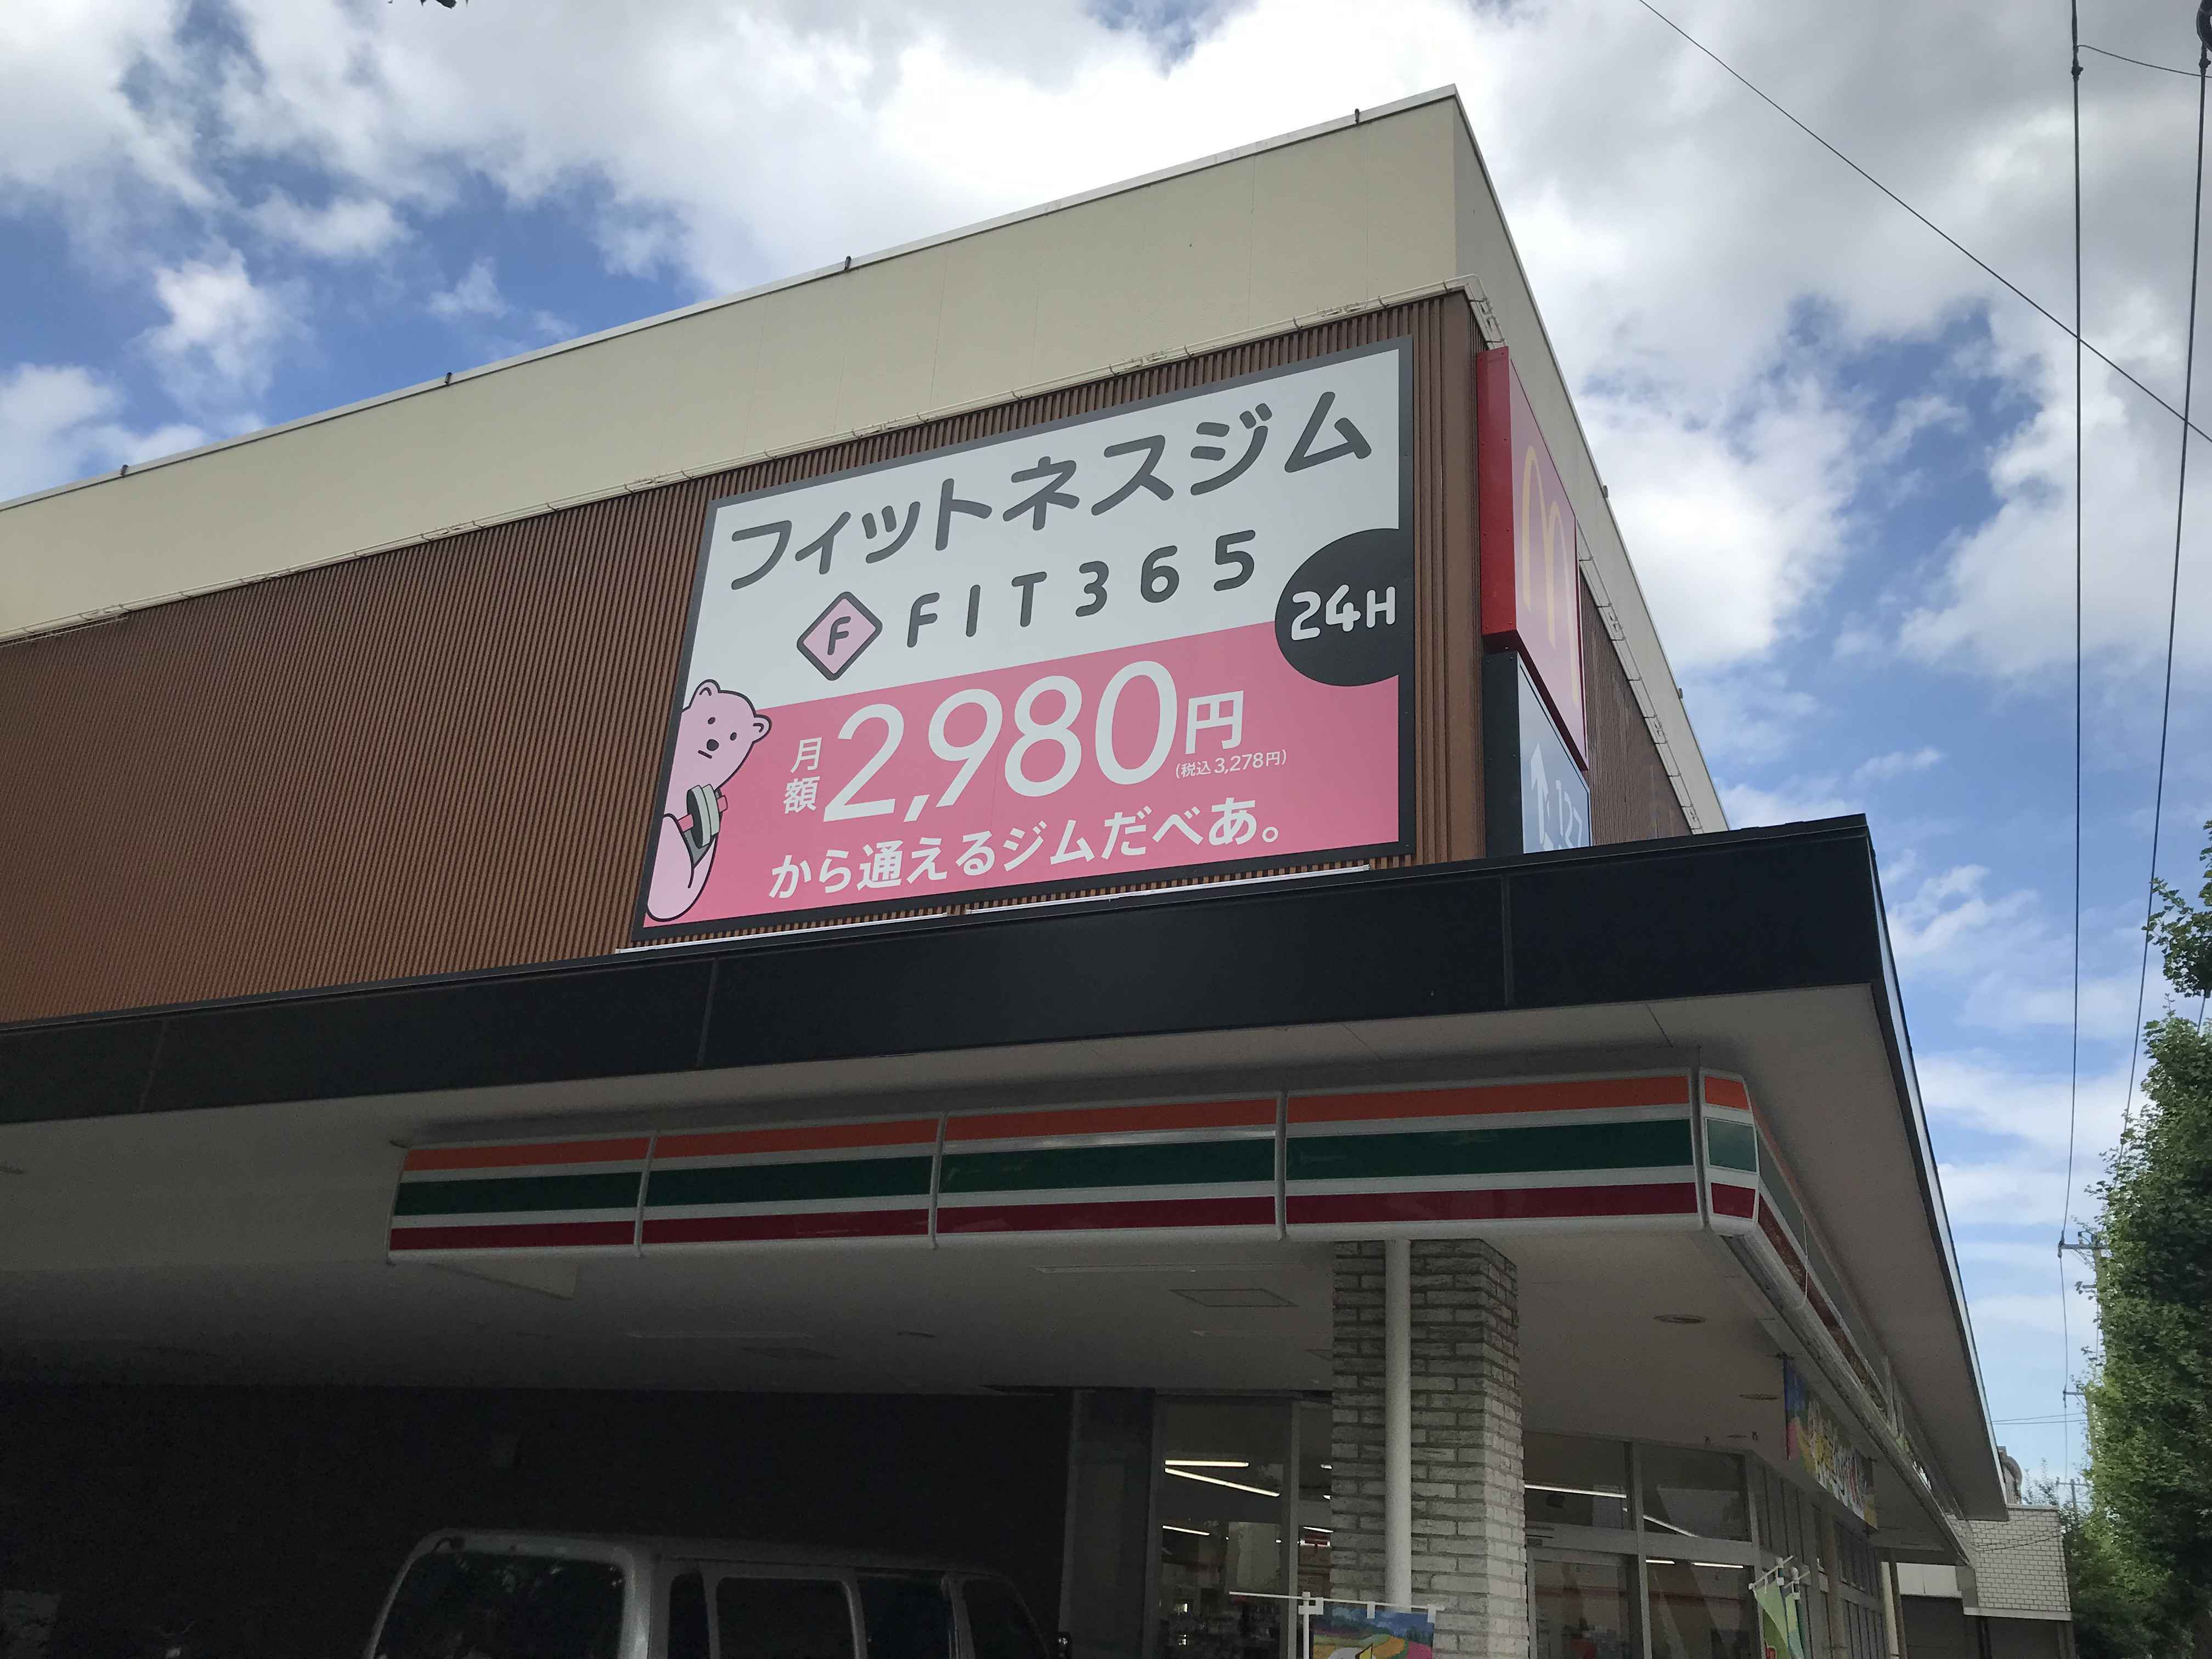 フィットネスジム
F FIT365
24H
月額 2,980円
(税込3,278円)
から通えるジムだべあ。